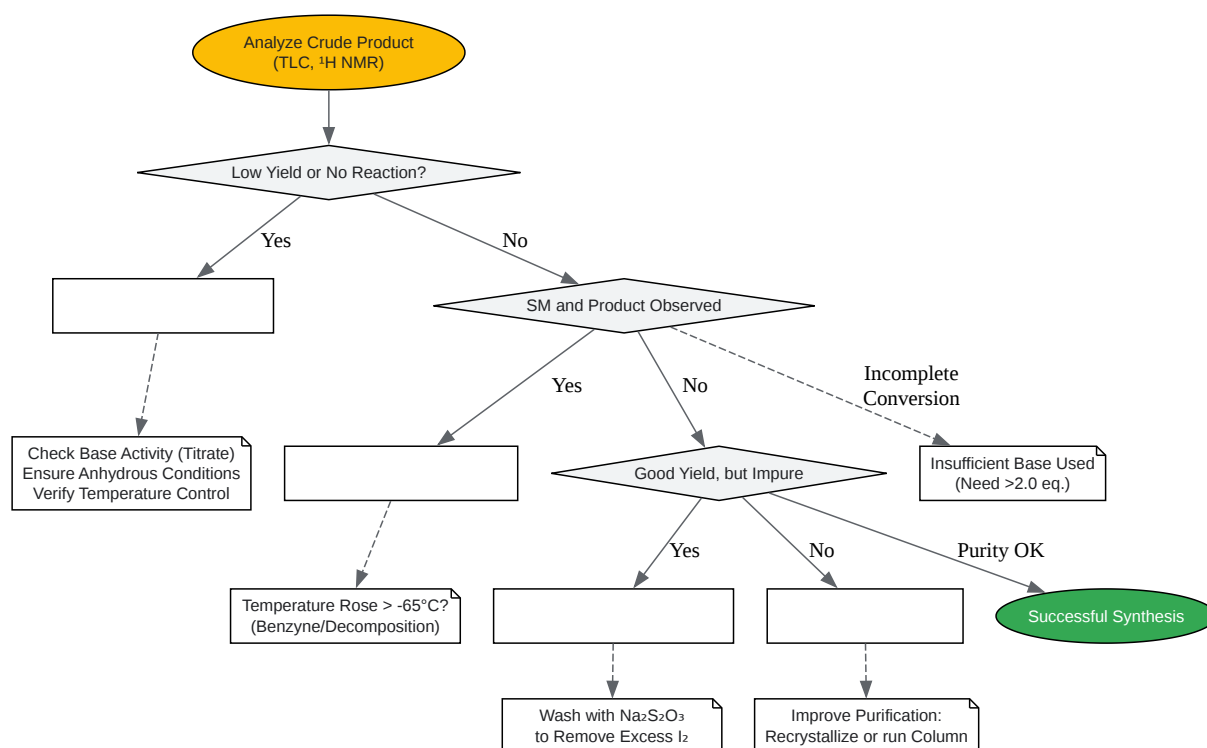 Analyze Crude Product
(TLC, ¹H NMR)
Low Yield or No Reaction?
Yes
No
SM and Product Observed
Yes
No
Incomplete
Conversion
Check Base Activity (Titrate)
Ensure Anhydrous Conditions
Verify Temperature Control
Good Yield, but Impure
Insufficient Base Used
(Need >2.0 eq.)
Yes
No
Purity OK
Temperature Rose > -65°C?
(Benzyne/Decomposition)
Successful Synthesis
Wash with Na₂S₂O₃
to Remove Excess I₂
Improve Purification:
Recrystallize or run Column